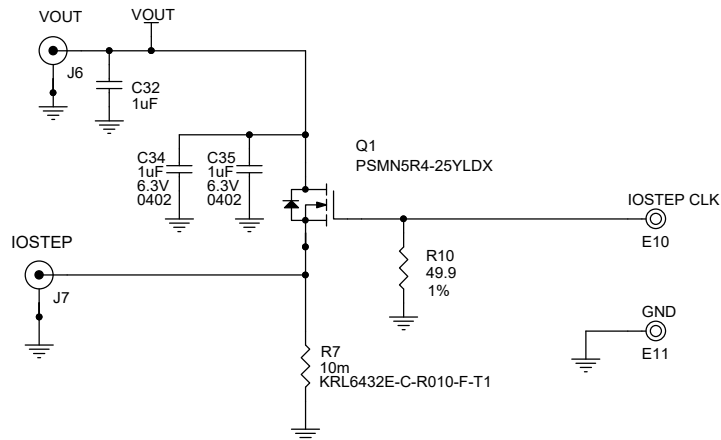 VOUT
VOUT
J6
C32
1uF
C34
1uF
6.3V
0402
C35
1uF
6.3V
0402
Q1
PSMN5R4-25YLDX
IOSTEP CLK
E10
R10
49.9
1%
IOSTEP
J7
GND
E11
R7
10m
KRL6432E-C-R010-F-T1